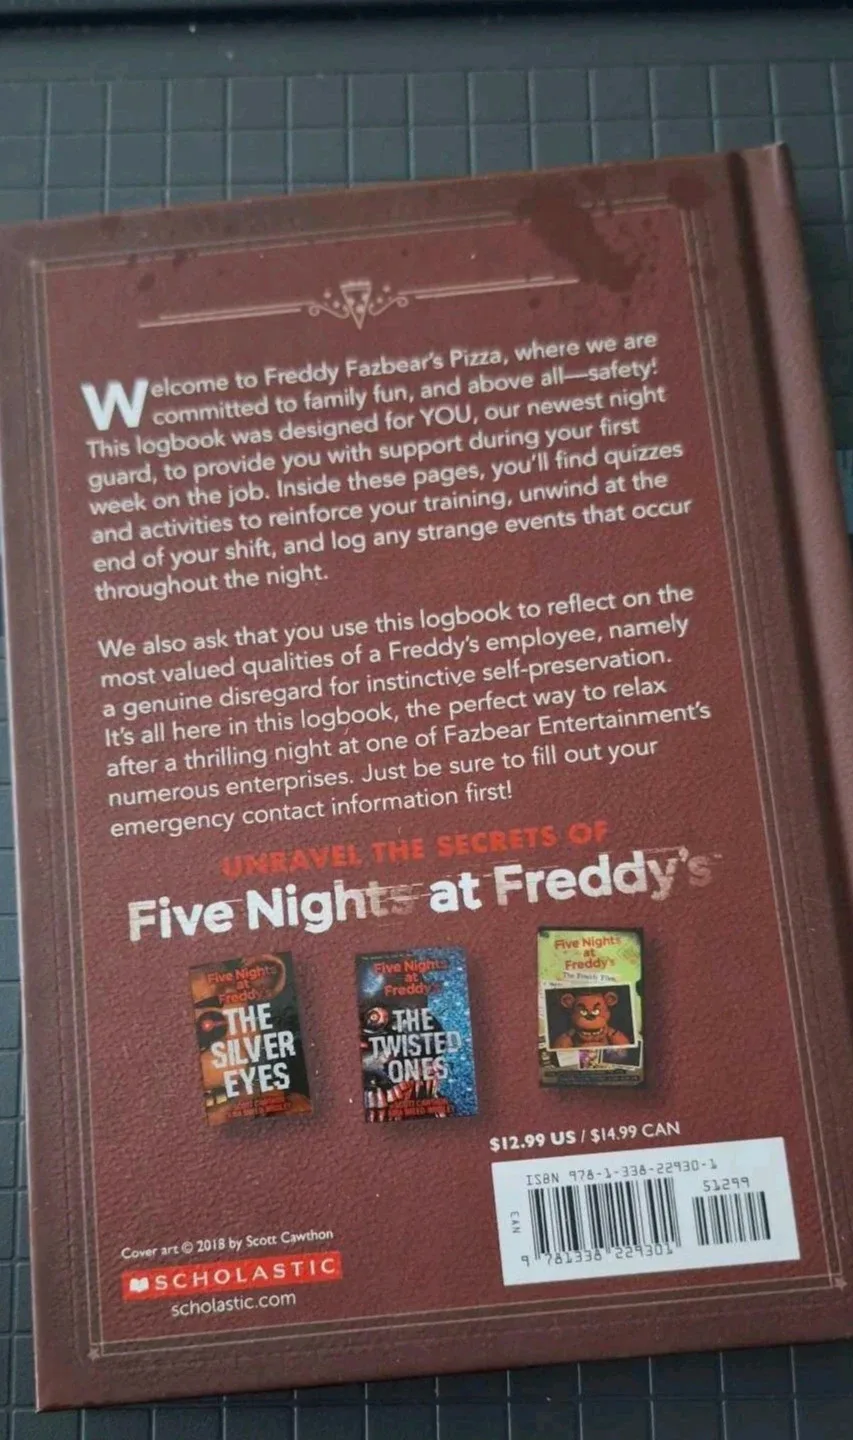 Welcome to Freddy Fazbear's Pizza, where we are
committed to family fun, and above all—safety!
This logbook was designed for YOU, our newest night
guard, to provide you with support during your first
week on the job. Inside these pages, you'll find quizzes
and activities to reinforce your training, unwind at the
end of your shift, and log any strange events that occur
throughout the night.
We also ask that you use this logbook to reflect on the
most valued qualities of a Freddy's employee, namely
a genuine disregard for instinctive self-preservation.
It's all here in this logbook, the perfect way to relax
after a thrilling night at one of Fazbear Entertainment's
numerous enterprises. Just be sure to fill out your
emergency contact information first!
UNRAVEL THE SECRETS OF
Five Nights at Freddy's™
Five Nights
at
Freddy's
THE
SILVER
EYES
Five Nights
at
Freddy's
THE
TWISTED
ONES
Five Nights
at
Freddy's
The Freddy Files
$12.99 US / $14.99 CAN
ISBN 978-1-338-22930-1
51299
EAN
9 781338 229301
Cover art © 2018 by Scott Cawthon
SCHOLASTIC
scholastic.com